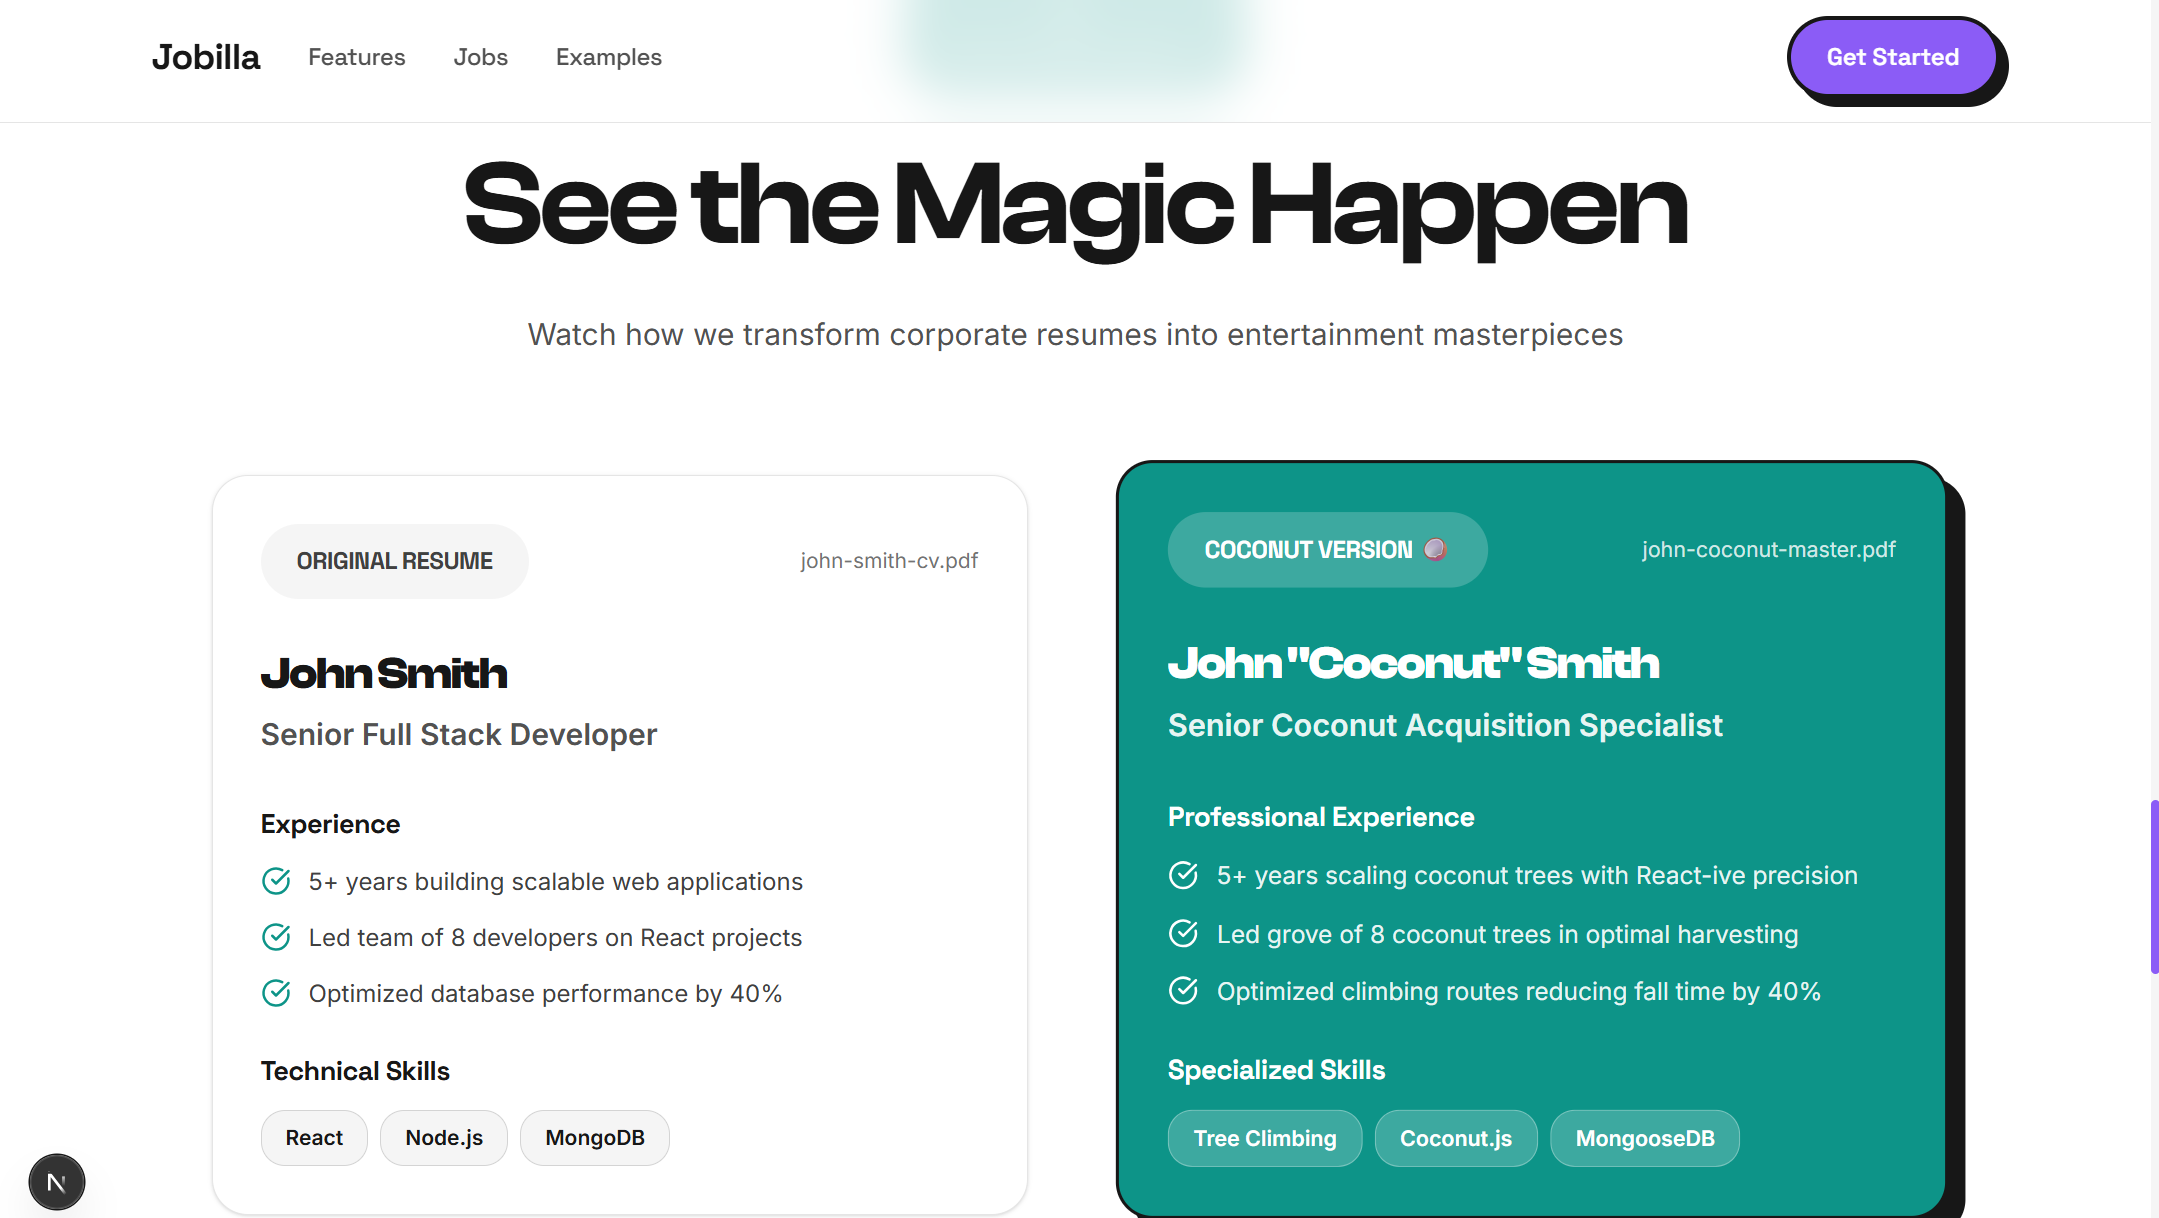 Jobilla Features Jobs Examples Get Started
See the Magic Happen
Watch how we transform corporate resumes into entertainment masterpieces
ORIGINAL RESUME john-smith-cv.pdf
John Smith
Senior Full Stack Developer
Experience
5+ years building scalable web applications
Led team of 8 developers on React projects
Optimized database performance by 40%
Technical Skills
React Node.js MongoDB
COCONUT VERSION 🥥 john-coconut-master.pdf
John "Coconut" Smith
Senior Coconut Acquisition Specialist
Professional Experience
5+ years scaling coconut trees with React-ive precision
Led grove of 8 coconut trees in optimal harvesting
Optimized climbing routes reducing fall time by 40%
Specialized Skills
Tree Climbing Coconut.js MongooseDB
N